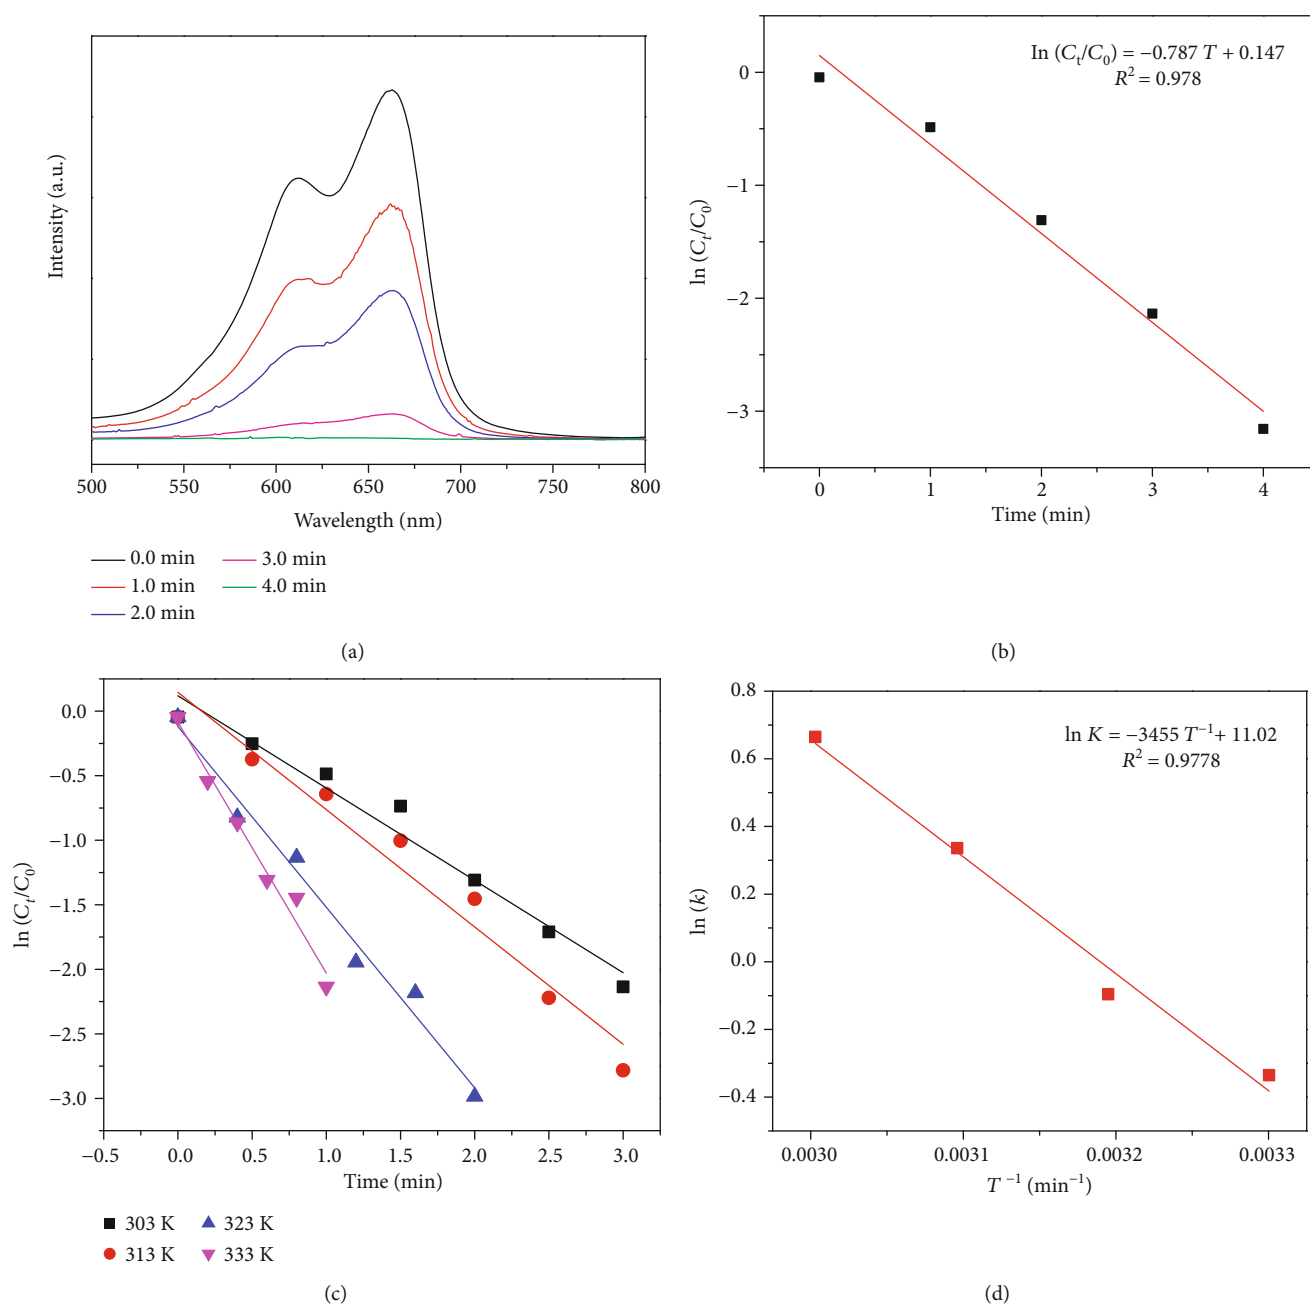 Intensity (a.u.)
500 550 600 650 700 750 800
Wavelength (nm)
0.0 min
1.0 min
2.0 min
3.0 min
4.0 min
(a)
ln (Cₜ/C₀) = −0.787 T + 0.147
R² = 0.978
ln (Cₜ/C₀)
0
−1
−2
−3
0 1 2 3 4
Time (min)
(b)
ln (Cₜ/C₀)
0.0
−0.5
−1.0
−1.5
−2.0
−2.5
−3.0
−0.5 0.0 0.5 1.0 1.5 2.0 2.5 3.0
Time (min)
303 K
313 K
323 K
333 K
(c)
ln K = −3455 T⁻¹ + 11.02
R² = 0.9778
ln (k)
0.8
0.6
0.4
0.2
0.0
−0.2
−0.4
0.0030 0.0031 0.0032 0.0033
T⁻¹ (min⁻¹)
(d)